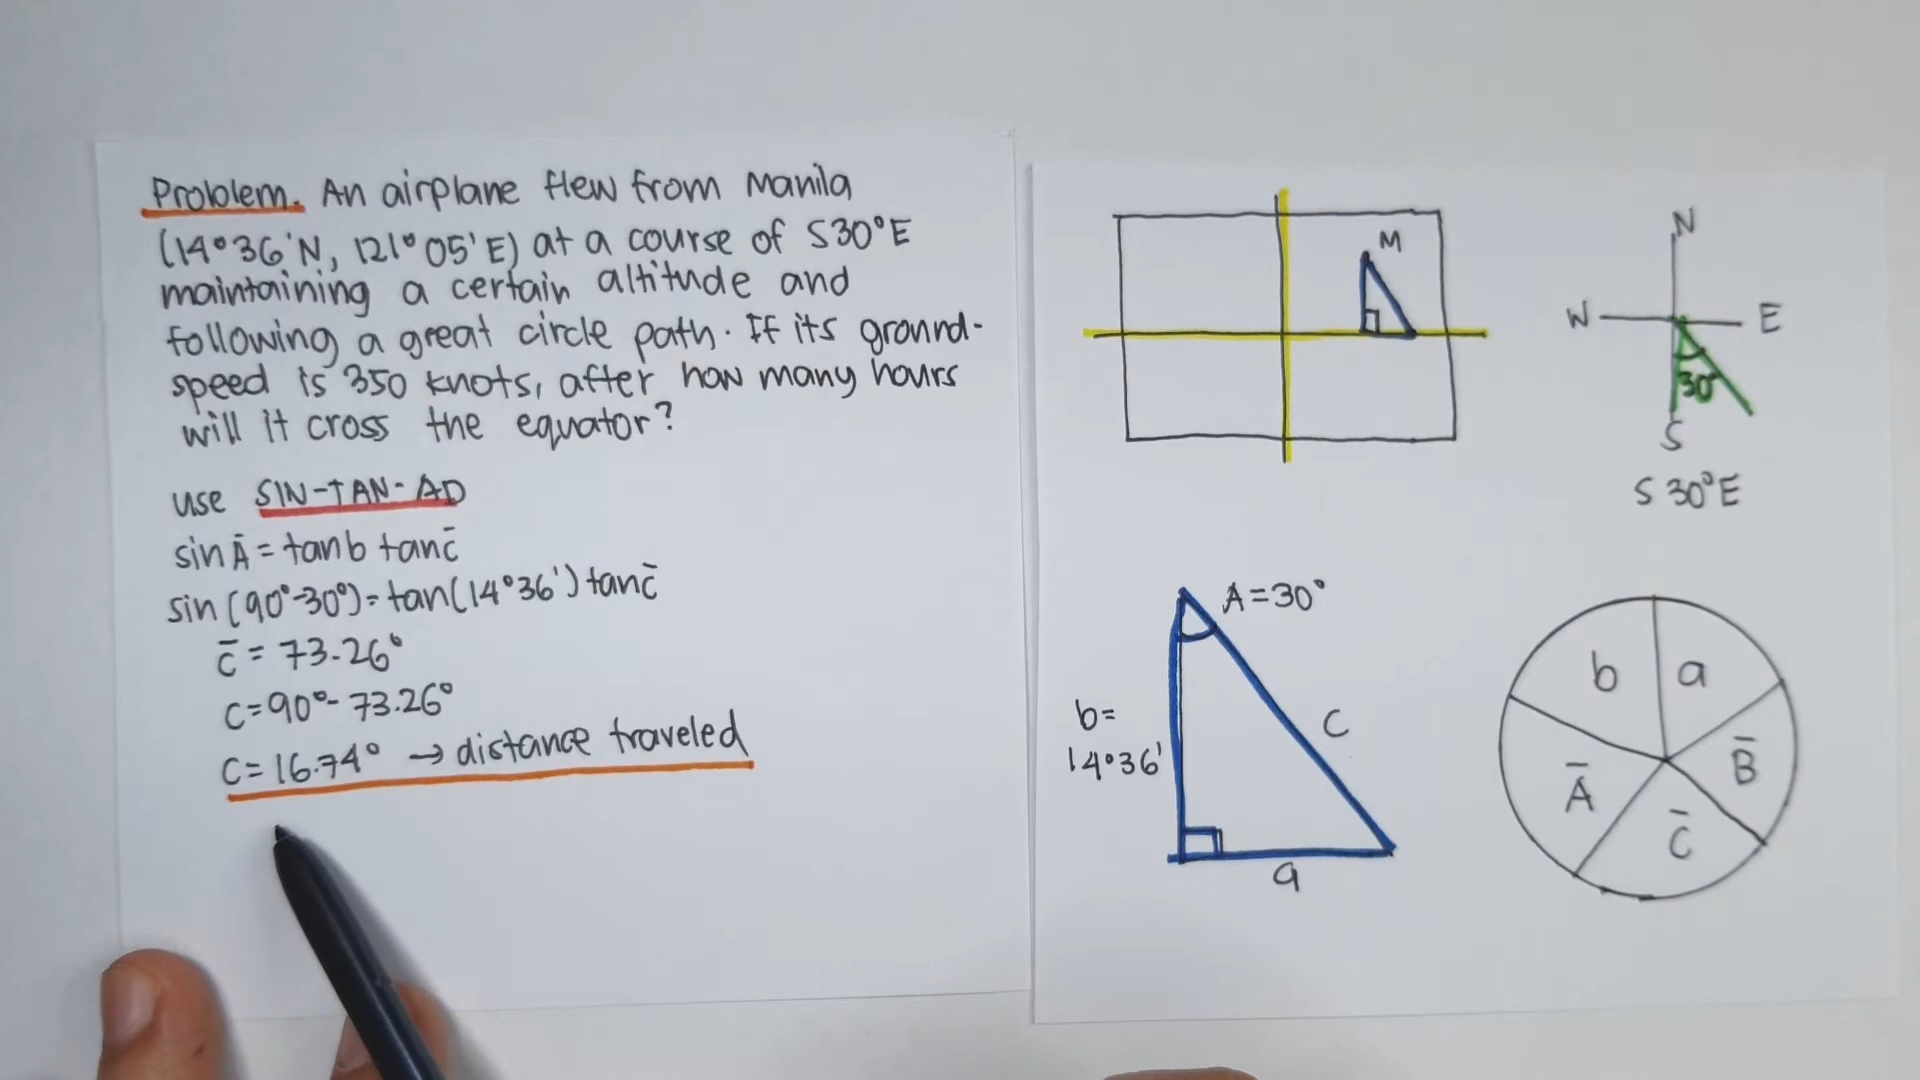 Problem. An airplane flew from Manila
(14°36'N, 121°05'E) at a course of S30°E
maintaining a certain altitude and
following a great circle path. If its ground-
speed is 350 knots, after how many hours
will it cross the equator?
use SIN-TAN-AD
sin A̅ = tan b tan c̅
sin (90°-30°) = tan(14°36') tan c̅
c̅ = 73.26°
c = 90° - 73.26°
c = 16.74° → distance traveled
M
N
W E
30°
S
S 30°E
A = 30°
b =
14°36'
c
a
b a
A̅ B̅
c̅